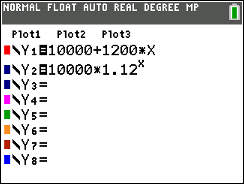 NORMAL FLOAT AUTO REAL DEGREE MP
Plot1 Plot2 Plot3
\Y₁=10000+1200*X
\Y₂=10000*1.12ˣ
\Y₃=
\Y₄=
\Y₅=
\Y₆=
\Y₇=
\Y₈=